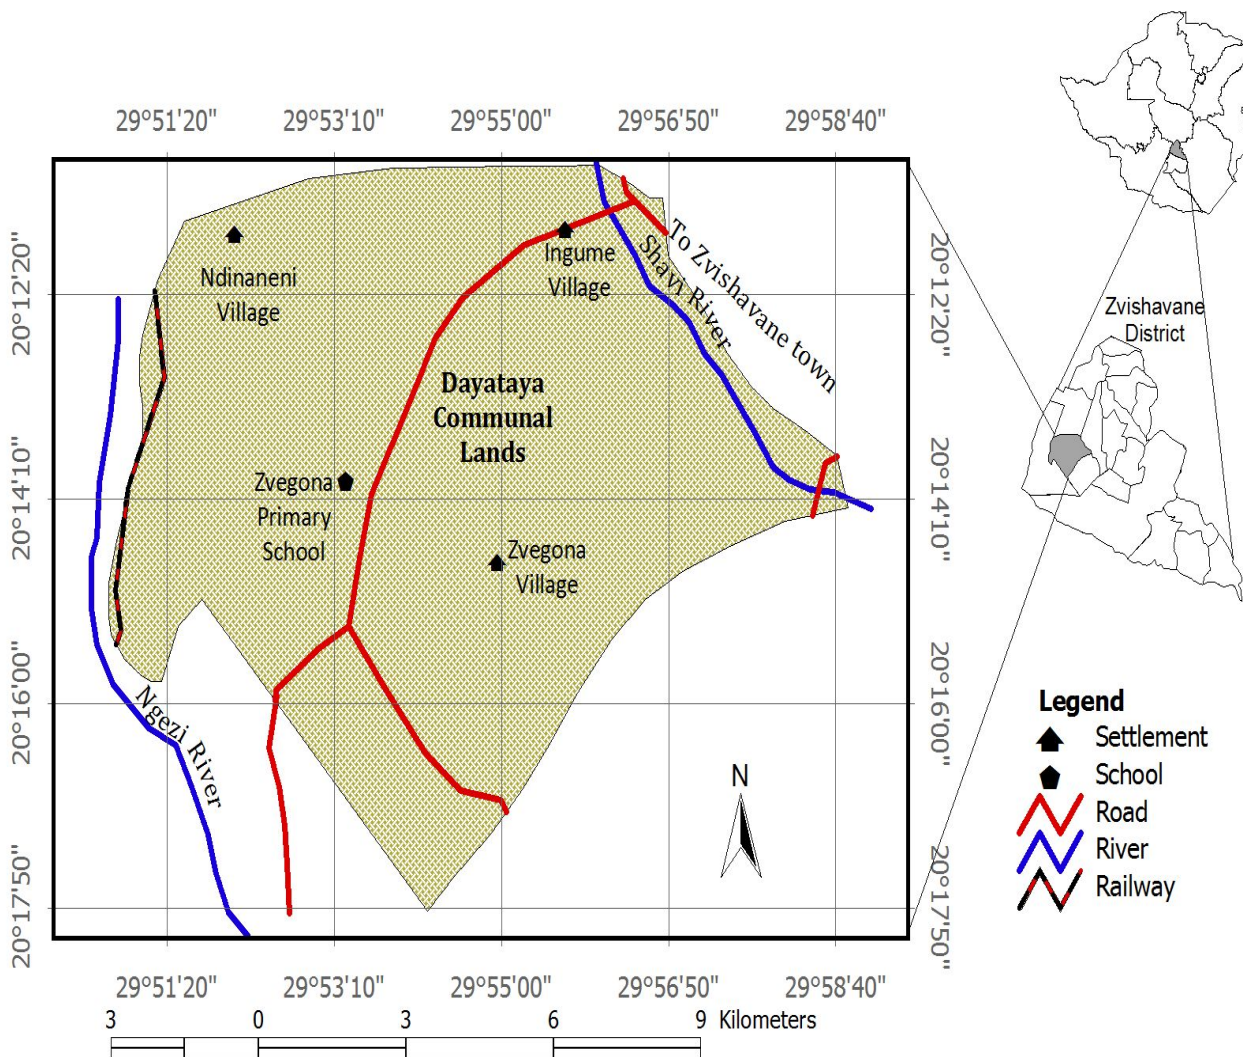 29°51'20" 29°53'10" 29°55'00" 29°56'50" 29°58'40"
20°12'20"
20°14'10"
20°16'00"
20°17'50"
Ndinaneni
Village
Ingume
Village
To Zvishavane town
Shavi River
Dayataya
Communal
Lands
Zvegona
Primary
School
Zvegona
Village
Ngezi River
N
20°12'20"
20°14'10"
20°16'00"
20°17'50"
29°51'20" 29°53'10" 29°55'00" 29°56'50" 29°58'40"
3 0 3 6 9 Kilometers
Zvishavane
District
Legend
Settlement
School
Road
River
Railway